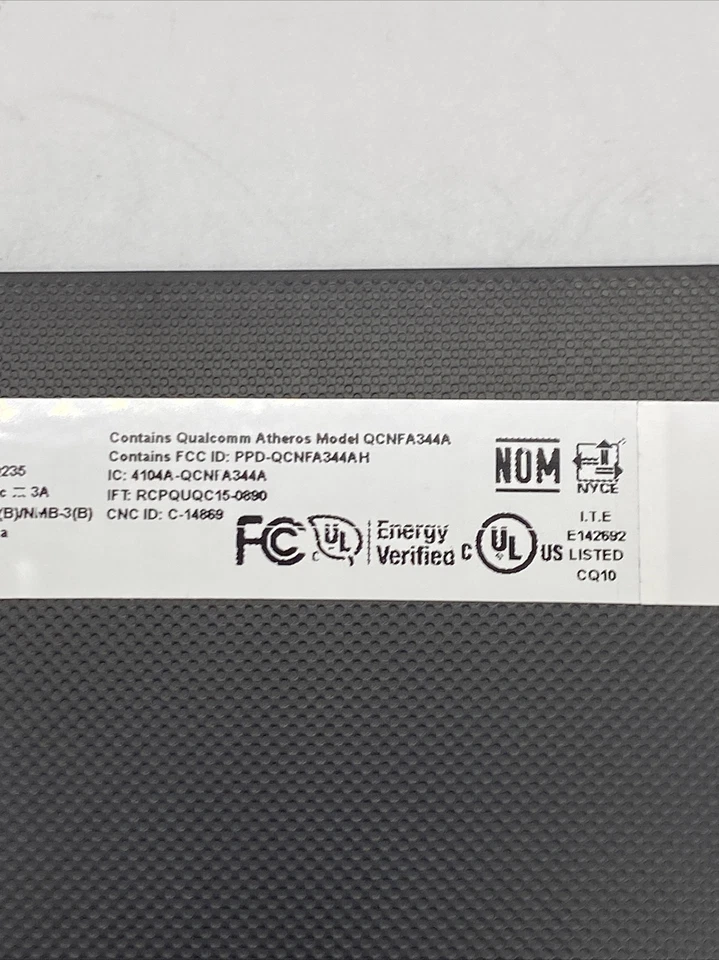 Contains Qualcomm Atheros Model QCNFA344A
Contains FCC ID: PPD-QCNFA344AH
IC: 4104A-QCNFA344A
IFT: RCPQUQC15-0890
CNC ID: C-14869
235
c ⎓ 3A
(B)/NMB-3(B)
a
FC
UL
Energy
Verified
C UL US
NOM
NYCE
I.T.E
E142692
LISTED
CQ10